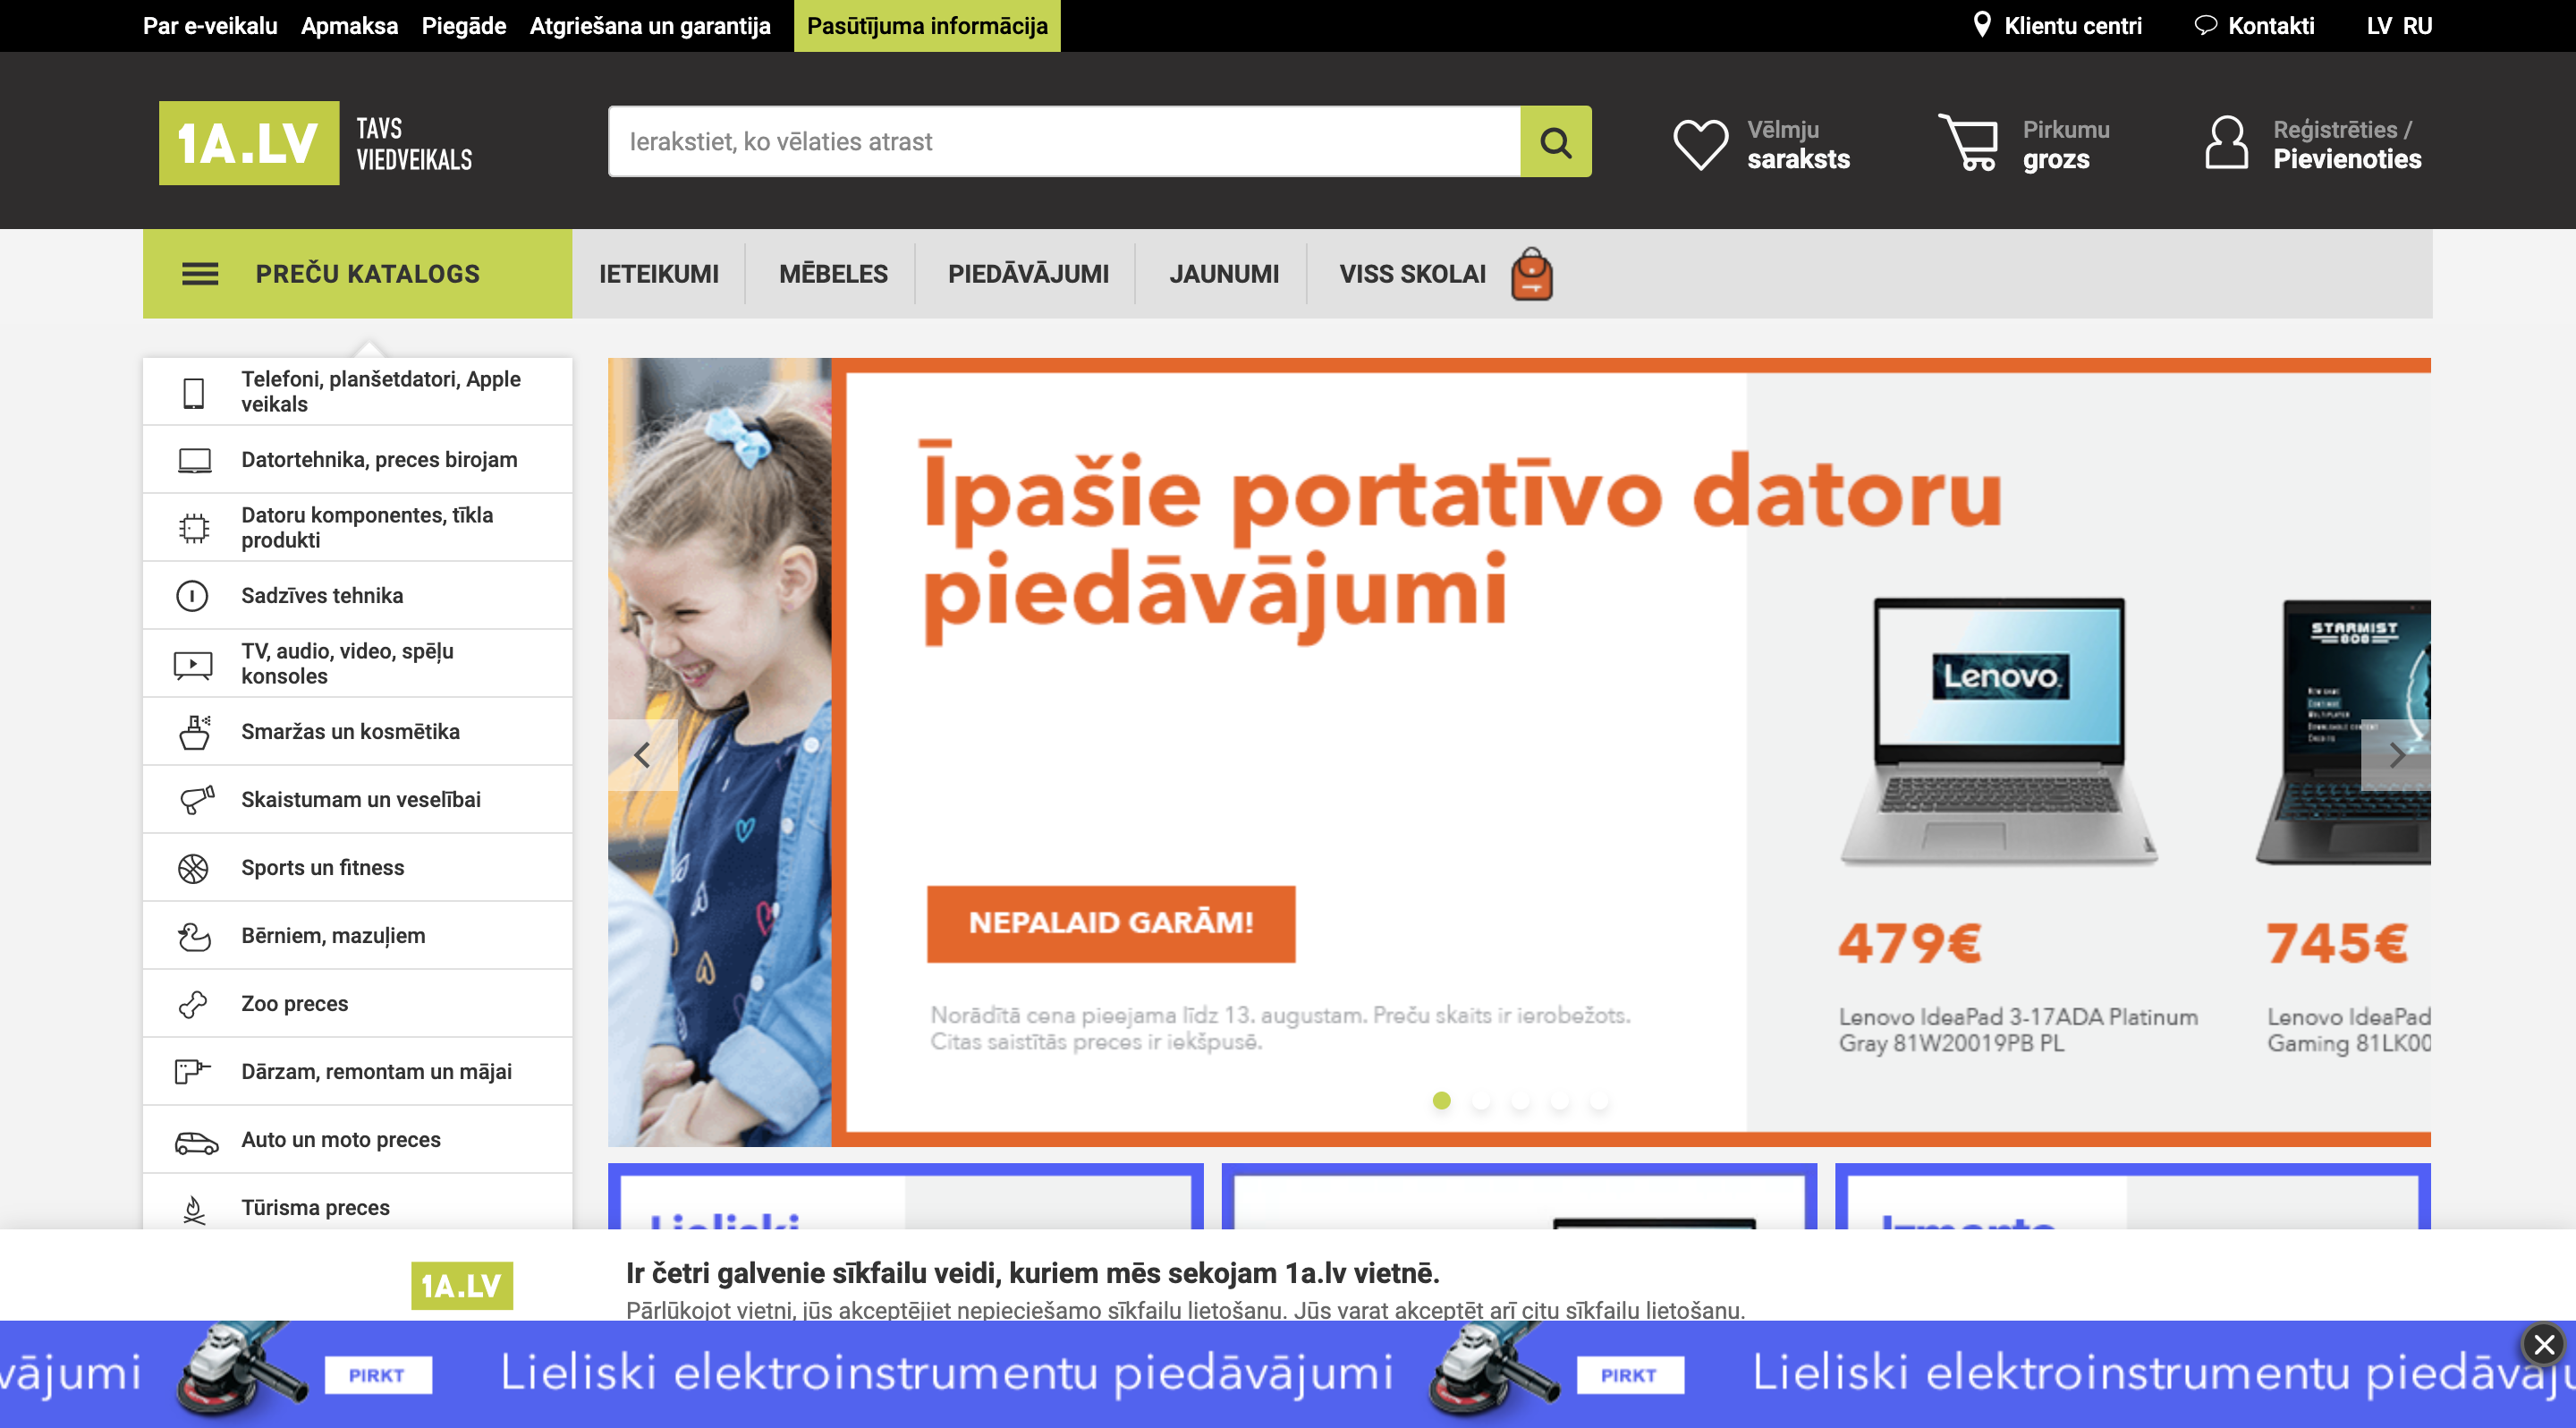 Par e-veikalu Apmaksa Piegāde Atgriešana un garantija Pasūtījuma informācija Klientu centri Kontakti LV RU
1A.LV
TAVS
VIEDVEIKALS
Ierakstiet, ko vēlaties atrast
Vēlmju
saraksts
Pirkumu
grozs
Reģistrēties /
Pievienoties
PREČU KATALOGS IETEIKUMI MĒBELES PIEDĀVĀJUMI JAUNUMI VISS SKOLAI
Telefoni, planšetdatori, Apple
veikals
Datortehnika, preces birojam
Datoru komponentes, tīkla
produkti
Sadzīves tehnika
TV, audio, video, spēļu
konsoles
Smaržas un kosmētika
Skaistumam un veselībai
Sports un fitness
Bērniem, mazuļiem
Zoo preces
Dārzam, remontam un mājai
Auto un moto preces
Tūrisma preces
Īpašie portatīvo datoru
piedāvājumi
NEPALAID GARĀM!
Norādītā cena pieejama līdz 13. augustam. Preču skaits ir ierobežots.
Citas saistītās preces ir iekšpusē.
Lenovo
479€
Lenovo IdeaPad 3-17ADA Platinum
Gray 81W20019PB PL
STARMIST
745€
Lenovo IdeaPad
Gaming 81LK00
Lieliski
Izmanto
1A.LV
Ir četri galvenie sīkfailu veidi, kuriem mēs sekojam 1a.lv vietnē.
Pārlūkojot vietni, jūs akceptējiet nepieciešamo sīkfailu lietošanu. Jūs varat akceptēt arī citu sīkfailu lietošanu.
vājumi PIRKT Lieliski elektroinstrumentu piedāvājumi PIRKT Lieliski elektroinstrumentu piedāvāju